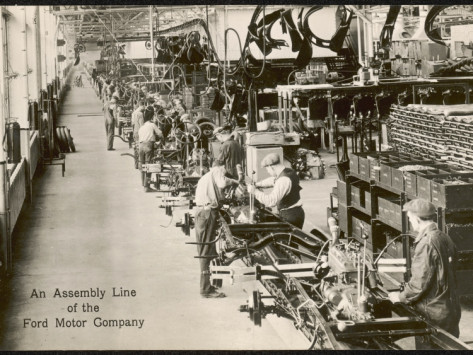 An Assembly Line
of the
Ford Motor Company